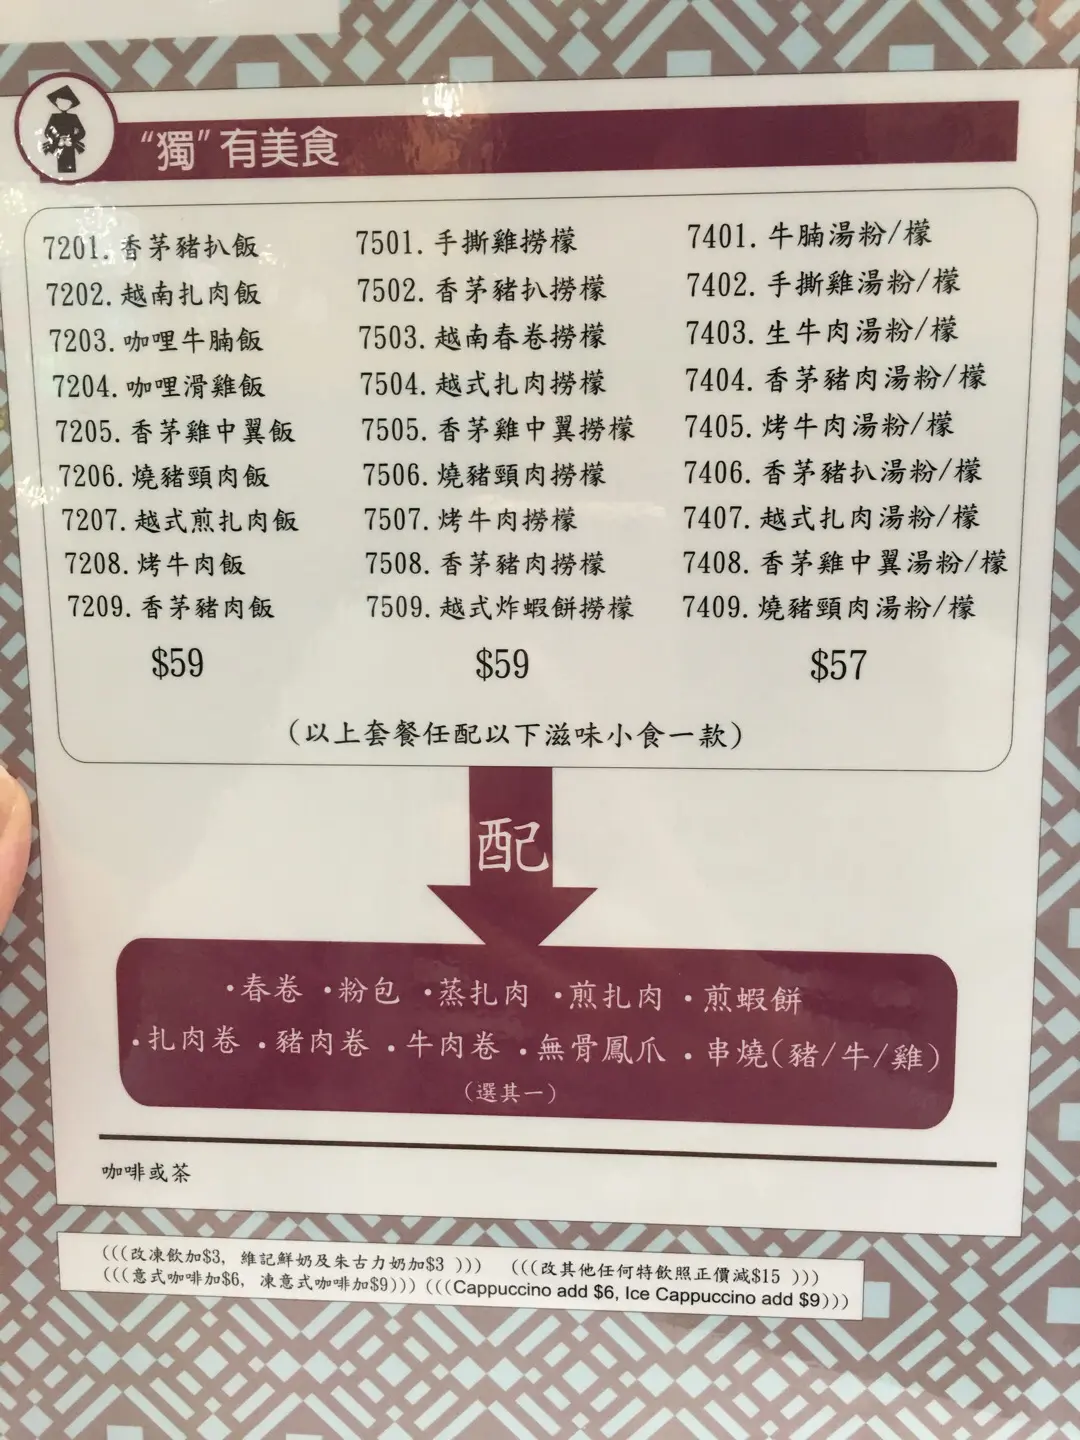 “獨”有美食
7201.香茅豬扒飯
7202.越南扎肉飯
7203.咖哩牛腩飯
7204.咖哩滑雞飯
7205.香茅雞中翼飯
7206.燒豬頸肉飯
7207.越式煎扎肉飯
7208.烤牛肉飯
7209.香茅豬肉飯
$59
7501.手撕雞撈檬
7502.香茅豬扒撈檬
7503.越南春卷撈檬
7504.越式扎肉撈檬
7505.香茅雞中翼撈檬
7506.燒豬頸肉撈檬
7507.烤牛肉撈檬
7508.香茅豬肉撈檬
7509.越式炸蝦餅撈檬
$59
7401.牛腩湯粉/檬
7402.手撕雞湯粉/檬
7403.生牛肉湯粉/檬
7404.香茅豬肉湯粉/檬
7405.烤牛肉湯粉/檬
7406.香茅豬扒湯粉/檬
7407.越式扎肉湯粉/檬
7408.香茅雞中翼湯粉/檬
7409.燒豬頸肉湯粉/檬
$57
(以上套餐任配以下滋味小食一款)
配
·春卷 ·粉包 ·蒸扎肉 ·煎扎肉 ·煎蝦餅
·扎肉卷 ·豬肉卷 ·牛肉卷 ·無骨鳳爪 ·串燒(豬/牛/雞)
(選其一)
咖啡或茶
(((改凍飲加$3, 維記鮮奶及朱古力奶加$3 ))) (((改其他任何特飲照正價減$15 )))
(((意式咖啡加$6, 凍意式咖啡加$9))) (((Cappuccino add $6, Ice Cappuccino add $9)))